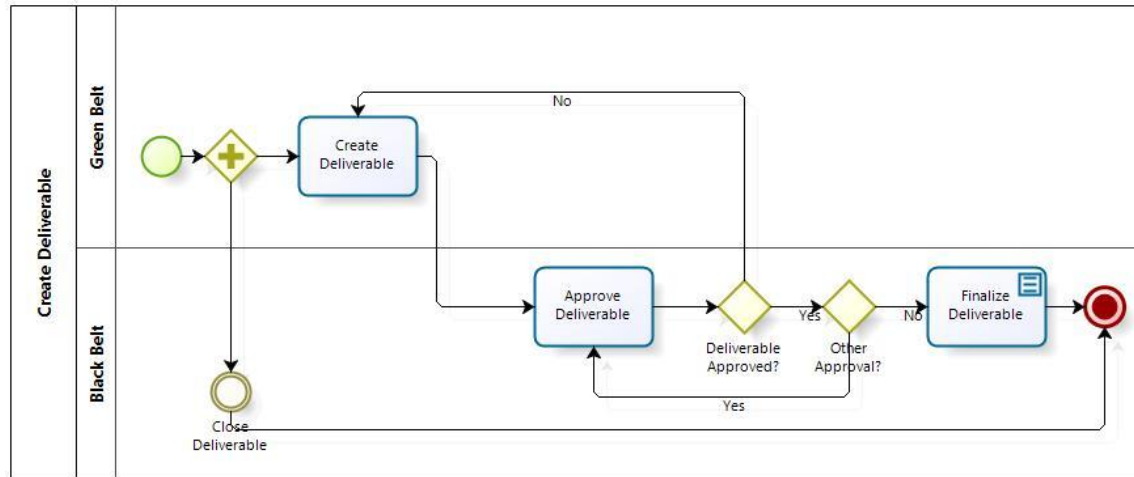 Create Deliverable
Green Belt
Black Belt
No
Create
Deliverable
Approve
Deliverable
Deliverable
Approved?
Yes
Other
Approval?
No
Finalize
Deliverable
Yes
Close
Deliverable